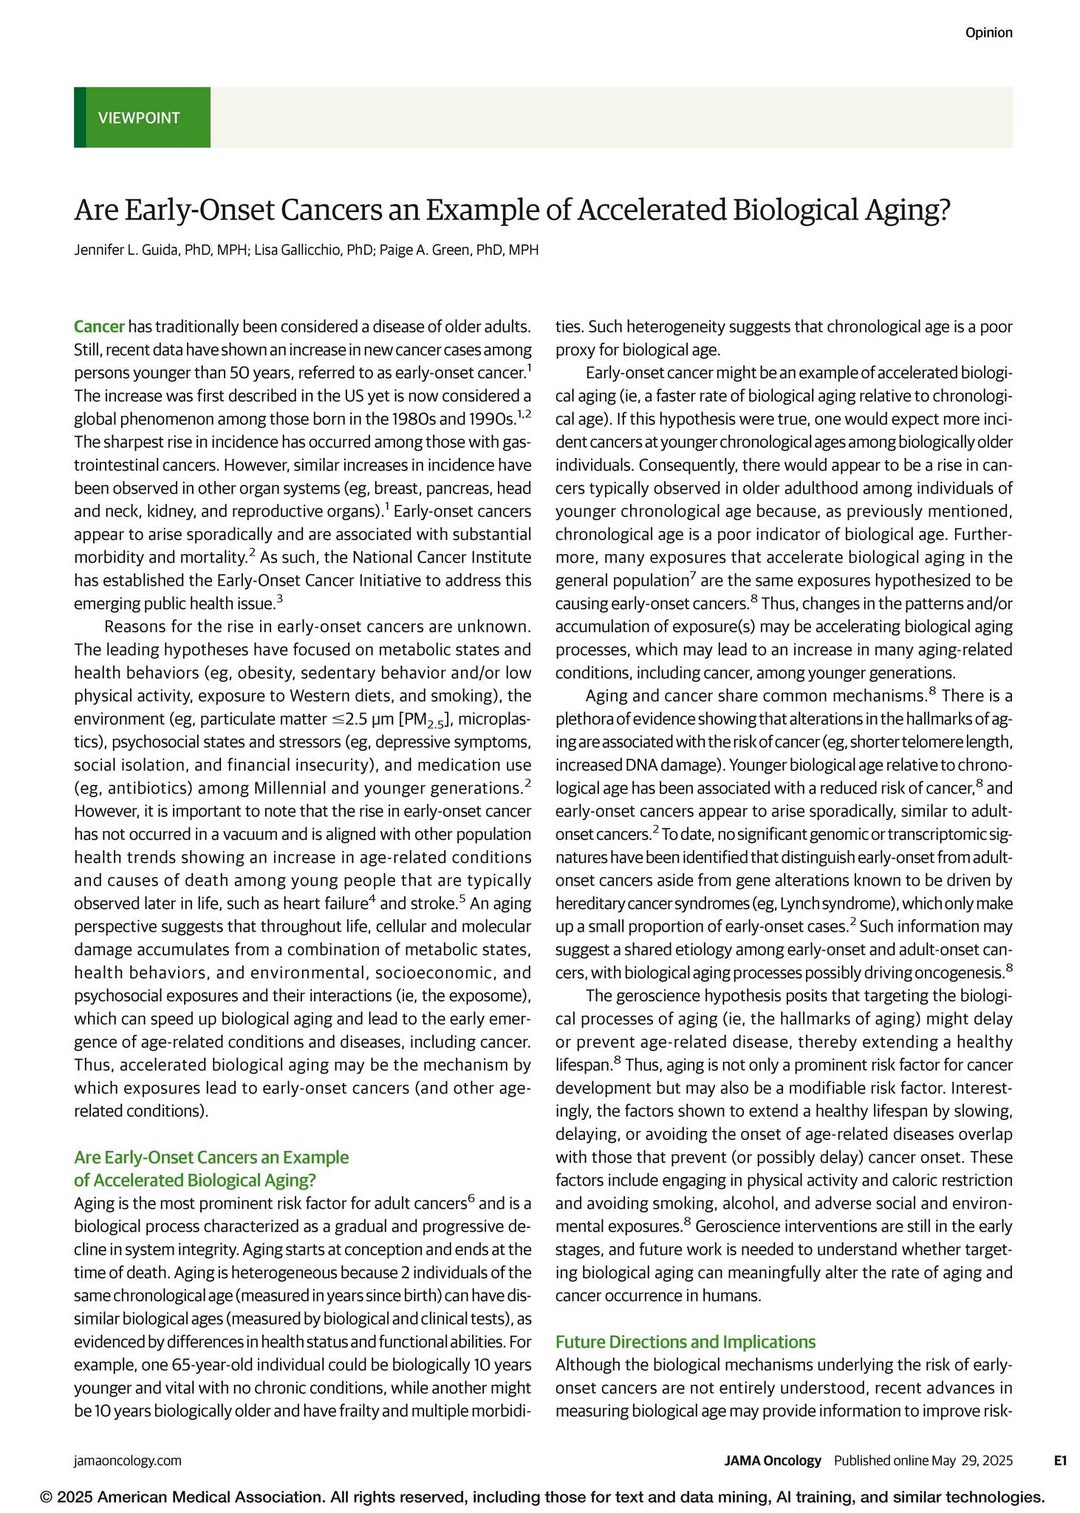 Opinion
VIEWPOINT
Are Early-Onset Cancers an Example of Accelerated Biological Aging?
Jennifer L. Guida, PhD, MPH; Lisa Gallicchio, PhD; Paige A. Green, PhD, MPH
Cancer has traditionally been considered a disease of older adults.
Still, recent data have shown an increase in new cancer cases among
persons younger than 50 years, referred to as early-onset cancer.1
The increase was first described in the US yet is now considered a
global phenomenon among those born in the 1980s and 1990s.1,2
The sharpest rise in incidence has occurred among those with gas-
trointestinal cancers. However, similar increases in incidence have
been observed in other organ systems (eg, breast, pancreas, head
and neck, kidney, and reproductive organs).1 Early-onset cancers
appear to arise sporadically and are associated with substantial
morbidity and mortality.2 As such, the National Cancer Institute
has established the Early-Onset Cancer Initiative to address this
emerging public health issue.3
Reasons for the rise in early-onset cancers are unknown.
The leading hypotheses have focused on metabolic states and
health behaviors (eg, obesity, sedentary behavior and/or low
physical activity, exposure to Western diets, and smoking), the
environment (eg, particulate matter ≤2.5 μm [PM2.5], microplas-
tics), psychosocial states and stressors (eg, depressive symptoms,
social isolation, and financial insecurity), and medication use
(eg, antibiotics) among Millennial and younger generations.2
However, it is important to note that the rise in early-onset cancer
has not occurred in a vacuum and is aligned with other population
health trends showing an increase in age-related conditions
and causes of death among young people that are typically
observed later in life, such as heart failure4 and stroke.5 An aging
perspective suggests that throughout life, cellular and molecular
damage accumulates from a combination of metabolic states,
health behaviors, and environmental, socioeconomic, and
psychosocial exposures and their interactions (ie, the exposome),
which can speed up biological aging and lead to the early emer-
gence of age-related conditions and diseases, including cancer.
Thus, accelerated biological aging may be the mechanism by
which exposures lead to early-onset cancers (and other age-
related conditions).
Are Early-Onset Cancers an Example
of Accelerated Biological Aging?
Aging is the most prominent risk factor for adult cancers6 and is a
biological process characterized as a gradual and progressive de-
cline in system integrity. Aging starts at conception and ends at the
time of death. Aging is heterogeneous because 2 individuals of the
same chronological age (measured in years since birth) can have dis-
similar biological ages (measured by biological and clinical tests), as
evidenced by differences in health status and functional abilities. For
example, one 65-year-old individual could be biologically 10 years
younger and vital with no chronic conditions, while another might
be 10 years biologically older and have frailty and multiple morbidi-
ties. Such heterogeneity suggests that chronological age is a poor
proxy for biological age.
Early-onset cancer might be an example of accelerated biologi-
cal aging (ie, a faster rate of biological aging relative to chronologi-
cal age). If this hypothesis were true, one would expect more inci-
dent cancers at younger chronological ages among biologically older
individuals. Consequently, there would appear to be a rise in can-
cers typically observed in older adulthood among individuals of
younger chronological age because, as previously mentioned,
chronological age is a poor indicator of biological age. Further-
more, many exposures that accelerate biological aging in the
general population7 are the same exposures hypothesized to be
causing early-onset cancers.8 Thus, changes in the patterns and/or
accumulation of exposure(s) may be accelerating biological aging
processes, which may lead to an increase in many aging-related
conditions, including cancer, among younger generations.
Aging and cancer share common mechanisms.8 There is a
plethora of evidence showing that alterations in the hallmarks of ag-
ing are associated with the risk of cancer (eg, shorter telomere length,
increased DNA damage). Younger biological age relative to chrono-
logical age has been associated with a reduced risk of cancer,8 and
early-onset cancers appear to arise sporadically, similar to adult-
onset cancers.2 To date, no significant genomic or transcriptomic sig-
natures have been identified that distinguish early-onset from adult-
onset cancers aside from gene alterations known to be driven by
hereditary cancer syndromes (eg, Lynch syndrome), which only make
up a small proportion of early-onset cases.2 Such information may
suggest a shared etiology among early-onset and adult-onset can-
cers, with biological aging processes possibly driving oncogenesis.8
The geroscience hypothesis posits that targeting the biologi-
cal processes of aging (ie, the hallmarks of aging) might delay
or prevent age-related disease, thereby extending a healthy
lifespan.8 Thus, aging is not only a prominent risk factor for cancer
development but may also be a modifiable risk factor. Interest-
ingly, the factors shown to extend a healthy lifespan by slowing,
delaying, or avoiding the onset of age-related diseases overlap
with those that prevent (or possibly delay) cancer onset. These
factors include engaging in physical activity and caloric restriction
and avoiding smoking, alcohol, and adverse social and environ-
mental exposures.8 Geroscience interventions are still in the early
stages, and future work is needed to understand whether target-
ing biological aging can meaningfully alter the rate of aging and
cancer occurrence in humans.
Future Directions and Implications
Although the biological mechanisms underlying the risk of early-
onset cancers are not entirely understood, recent advances in
measuring biological age may provide information to improve risk-
jamaoncology.com
JAMA Oncology Published online May 29, 2025 E1
© 2025 American Medical Association. All rights reserved, including those for text and data mining, AI training, and similar technologies.